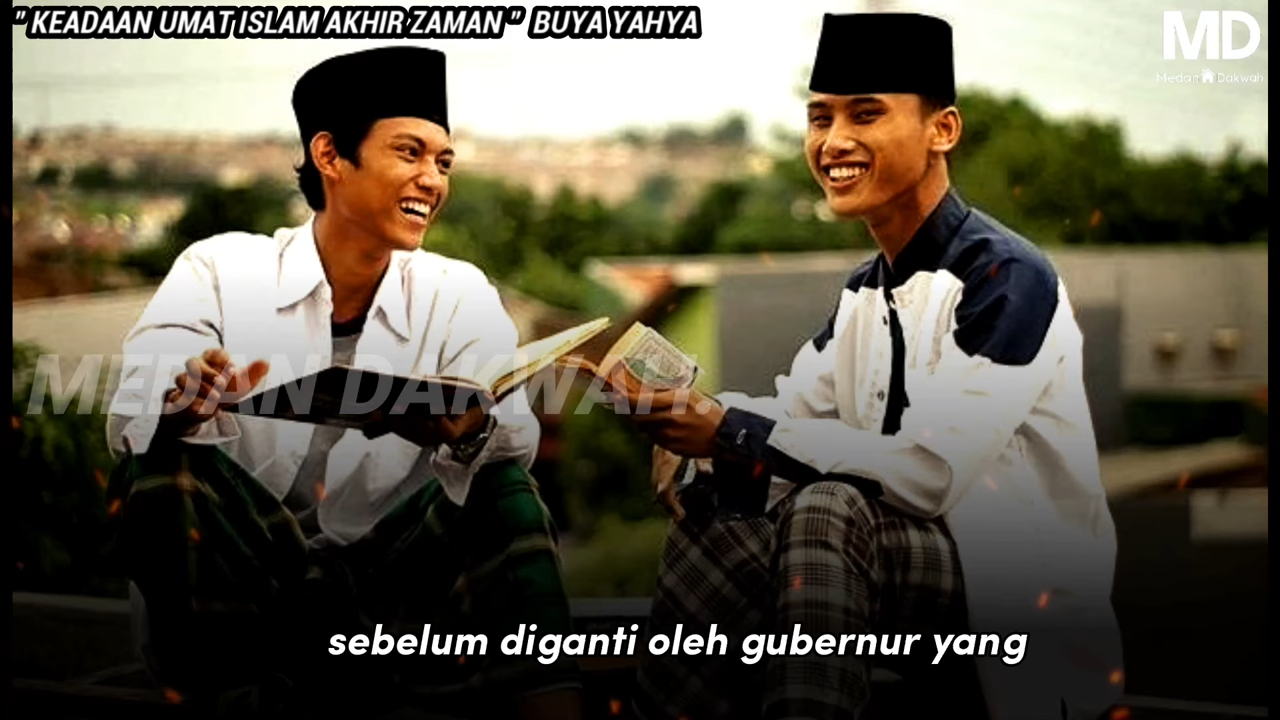 " KEADAAN UMAT ISLAM AKHIR ZAMAN " BUYA YAHYA
MD
Medan Dakwah
MEDAN DAKWAH.
sebelum diganti oleh gubernur yang